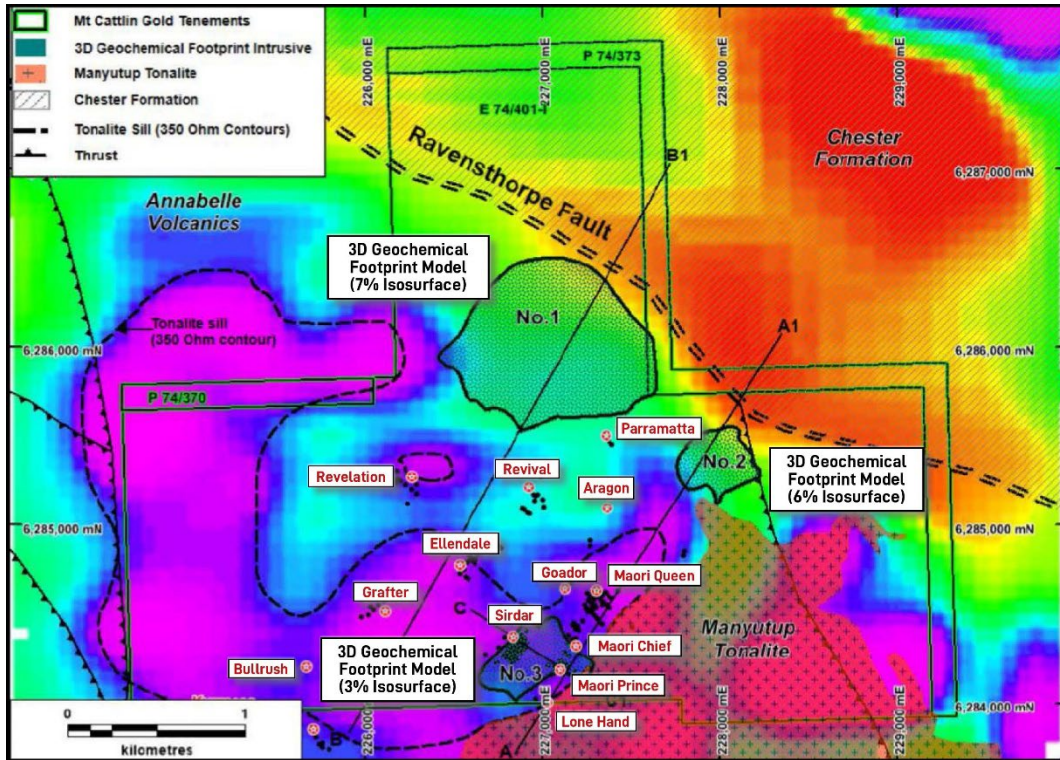 Mt Cattlin Gold Tenements
3D Geochemical Footprint Intrusive
Manyutup Tonalite
Chester Formation
Tonalite Sill (350 Ohm Contours)
Thrust
226,000 mE
227,000 mE
228,000 mE
229,000 mE
P 74/373
E 74/401-I
Ravensthorpe Fault
B1
Chester
Formation
6,287,000 mN
Annabelle
Volcanics
3D Geochemical
Footprint Model
(7% Isosurface)
No.1
A1
Tonalite sill
(350 Ohm contour)
6,286,000 mN
6,286,000 mN
P 74/370
Parramatta
No.2
3D Geochemical
Footprint Model
(6% Isosurface)
Revelation
Revival
Aragon
6,285,000 mN
6,285,000 mN
Ellendale
Goador
Maori Queen
Grafter
C
Sirdar
Manyutup
Tonalite
Maori Chief
Bullrush
3D Geochemical
Footprint Model
(3% Isosurface)
No.3
Maori Prince
Lone Hand
6,284,000 mN
0
1
kilometres
B
A
226,000 mE
227,000 mE
228,000 mE
229,000 mE